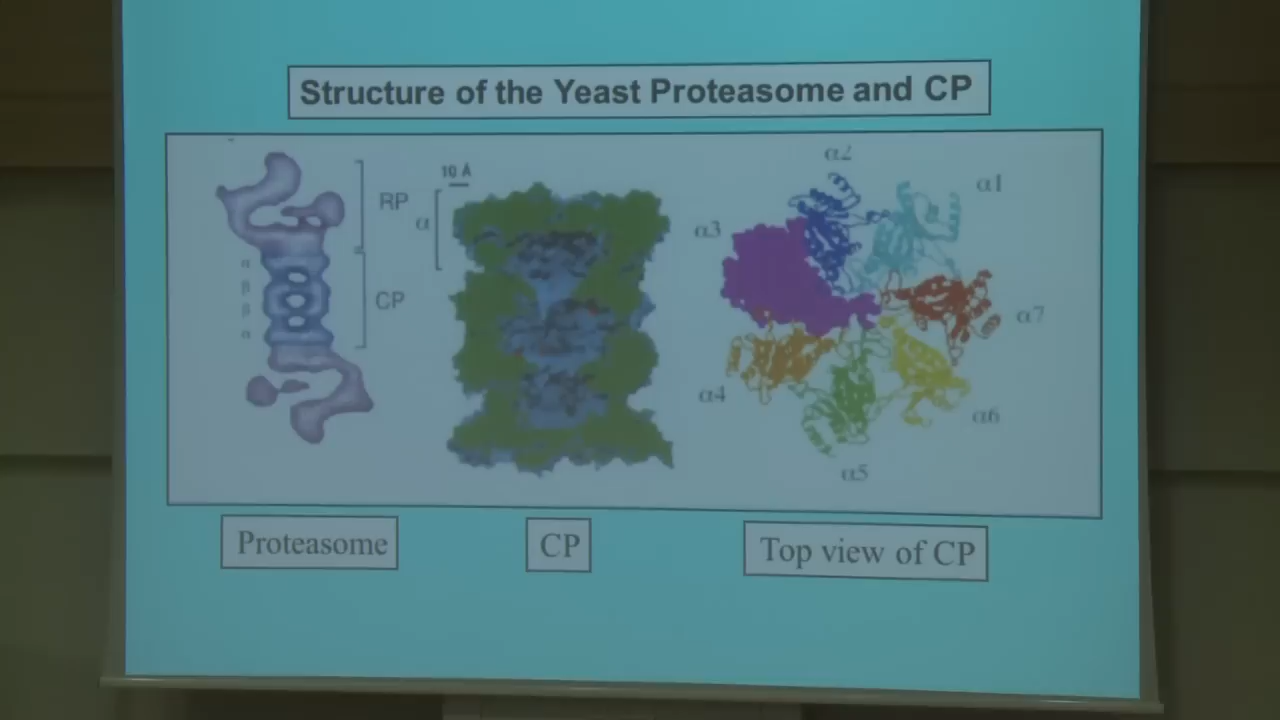 Structure of the Yeast Proteasome and CP
RP
CP
α
β
β
α
10 Å
α
α2
α1
α3
α7
α4
α6
α5
Proteasome
CP
Top view of CP